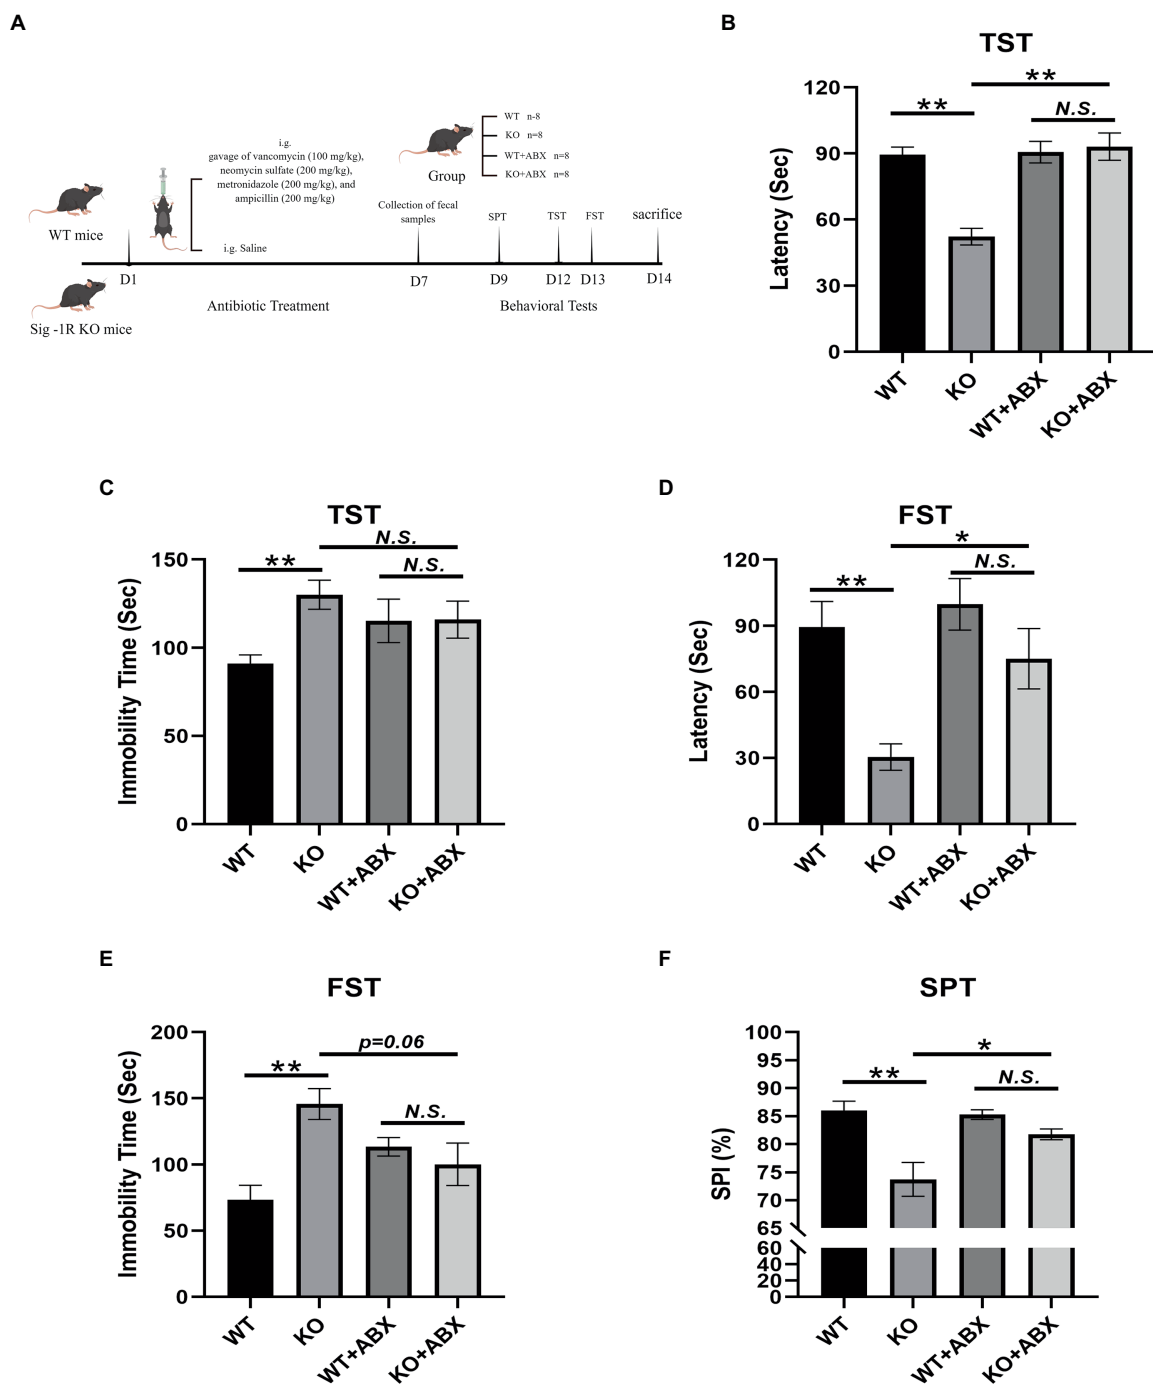 A
WT mice
Sig -1R KO mice
i.g.
gavage of vancomycin (100 mg/kg),
neomycin sulfate (200 mg/kg),
metronidazole (200 mg/kg), and
ampicillin (200 mg/kg)
i.g. Saline
Group
WT n-8
KO n=8
WT+ABX n=8
KO+ABX n=8
Collection of fecal
samples
SPT
TST
FST
sacrifice
D1
D7
D9
D12
D13
D14
Antibiotic Treatment
Behavioral Tests
B
TST
**
**
N.S.
Latency (Sec)
120
90
60
30
0
WT
KO
WT+ABX
KO+ABX
C
TST
N.S.
**
N.S.
Immobility Time (Sec)
150
100
50
0
WT
KO
WT+ABX
KO+ABX
D
FST
*
N.S.
**
Latency (Sec)
120
90
60
30
0
WT
KO
WT+ABX
KO+ABX
E
FST
p=0.06
**
N.S.
Immobility Time (Sec)
200
150
100
50
0
WT
KO
WT+ABX
KO+ABX
F
SPT
*
**
N.S.
SPI (%)
100
95
90
85
80
75
70
65
60
40
20
0
WT
KO
WT+ABX
KO+ABX